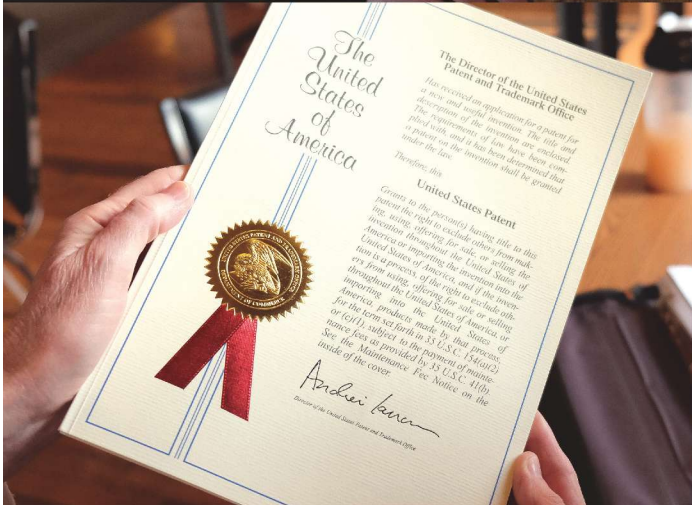 The
United
States
of
America
The Director of the United States
Patent and Trademark Office
Has received an application for a patent for
a new and useful invention. The title and
description of the invention are enclosed.
The requirements of law have been com-
plied with, and it has been determined that
a patent on the invention shall be granted
under the law.
Therefore, this
United States Patent
Grants to the person(s) having title to this
patent the right to exclude others from mak-
ing, using, offering for sale, or selling the
invention throughout the United States of
America or importing the invention into the
United States of America, and if the inven-
tion is a process, of the right to exclude oth-
ers from using, offering for sale or selling
throughout the United States of America, or
importing into the United States of
America, products made by that process,
for the term set forth in 35 U.S.C. 154(a)(2)
or (c)(1), subject to the payment of mainte-
nance fees as provided by 35 U.S.C. 41(b).
See the Maintenance Fee Notice on the
inside of the cover.
UNITED STATES PATENT AND TRADEMARK OFFICE
DEPARTMENT OF COMMERCE
Andrei Iancu
Director of the United States Patent and Trademark Office